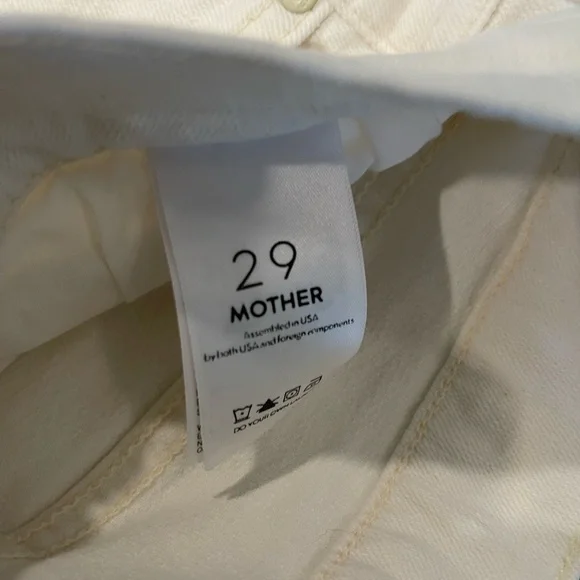 29
MOTHER
Assembled in USA
by both USA and foreign components
DO YOUR OWN